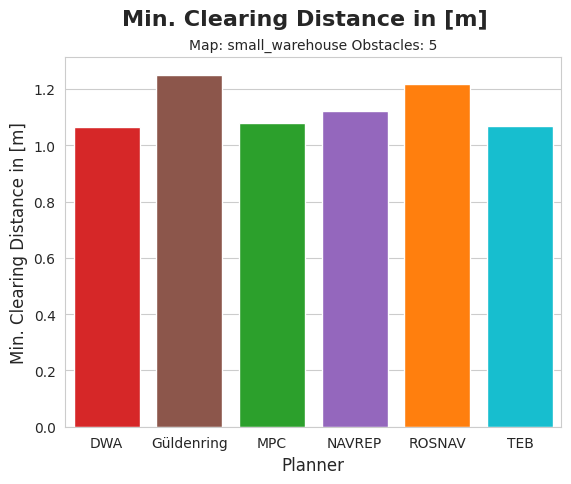 Min. Clearing Distance in [m]
Map: small_warehouse Obstacles: 5
Min. Clearing Distance in [m]
1.2
1.0
0.8
0.6
0.4
0.2
0.0
DWA Güldenring MPC NAVREP ROSNAV TEB
Planner